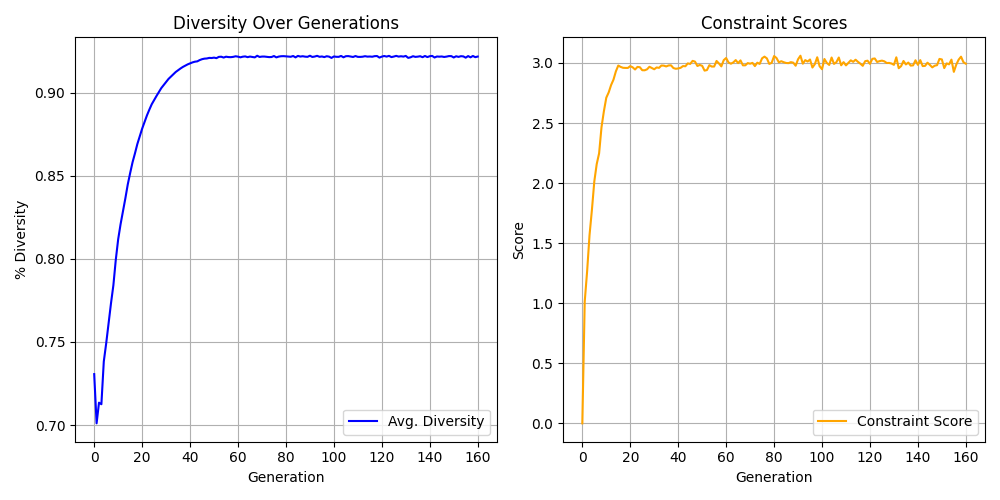 Diversity Over Generations
% Diversity
0.90
0.85
0.80
0.75
0.70
0 20 40 60 80 100 120 140 160
Generation
Avg. Diversity
Constraint Scores
Score
3.0
2.5
2.0
1.5
1.0
0.5
0.0
0 20 40 60 80 100 120 140 160
Generation
Constraint Score